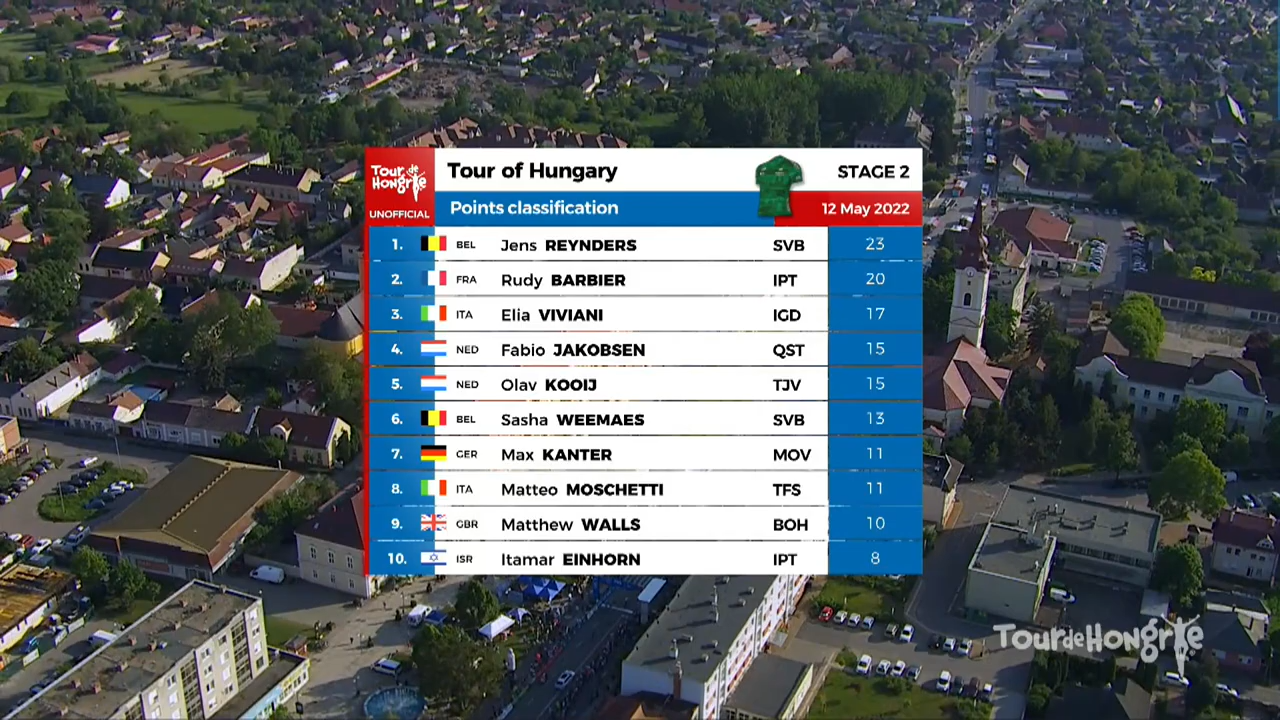 Tour de Hongrie
UNOFFICIAL
Tour of Hungary
STAGE 2
Points classification
12 May 2022
1. BEL Jens REYNDERS SVB 23
2. FRA Rudy BARBIER IPT 20
3. ITA Elia VIVIANI IGD 17
4. NED Fabio JAKOBSEN QST 15
5. NED Olav KOOIJ TJV 15
6. BEL Sasha WEEMAES SVB 13
7. GER Max KANTER MOV 11
8. ITA Matteo MOSCHETTI TFS 11
9. GBR Matthew WALLS BOH 10
10. ISR Itamar EINHORN IPT 8
Tour de Hongrie